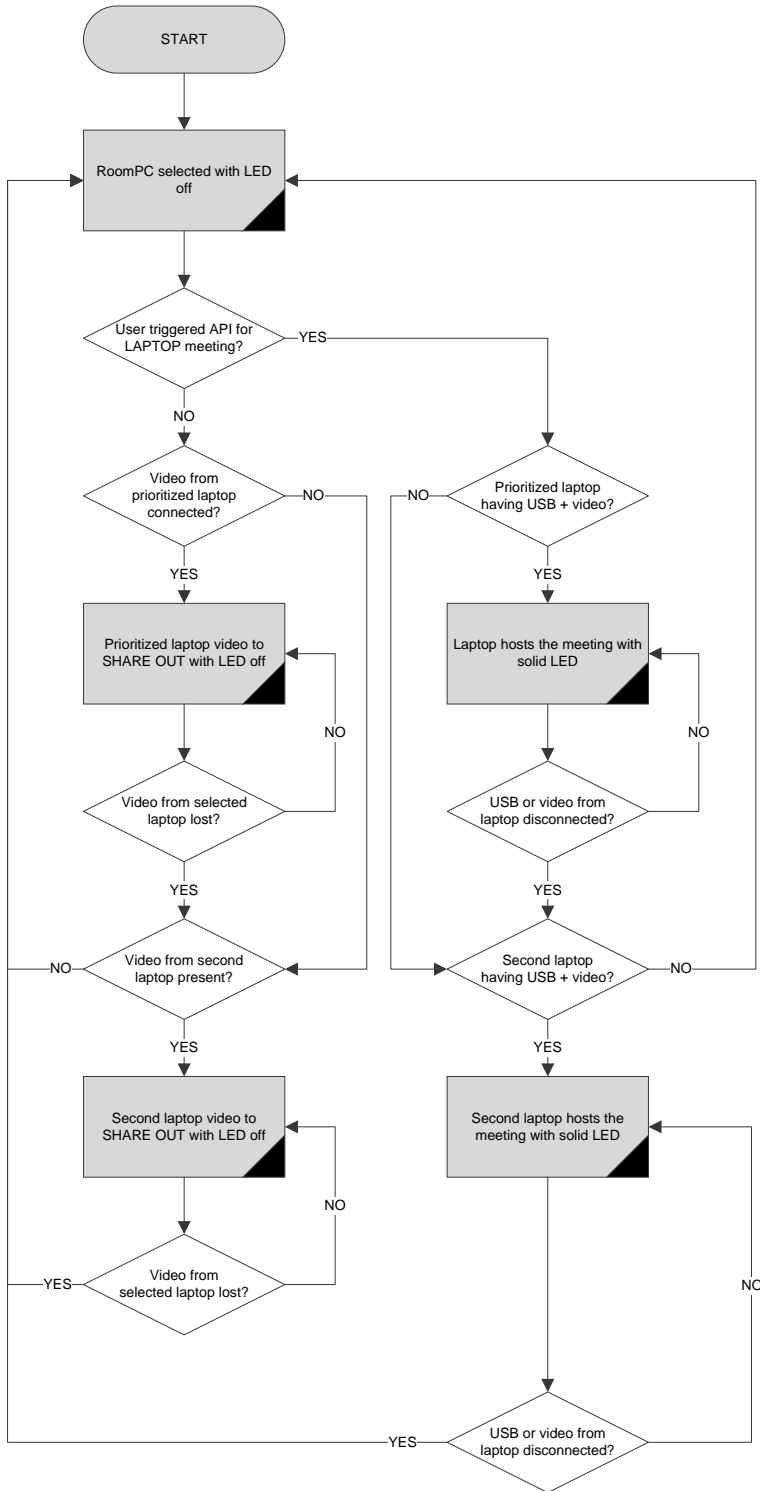 START
RoomPC selected with LED
off
User triggered API for
LAPTOP meeting?
YES
NO
Video from
prioritized laptop
connected?
NO
NO
Prioritized laptop
having USB + video?
YES
YES
Prioritized laptop video to
SHARE OUT with LED off
Laptop hosts the meeting with
solid LED
NO
NO
Video from selected
laptop lost?
USB or video from
laptop disconnected?
YES
YES
NO
Video from second
laptop present?
Second laptop
having USB + video?
NO
YES
YES
Second laptop video to
SHARE OUT with LED off
Second laptop hosts the
meeting with solid LED
NO
YES
Video from
selected laptop lost?
NO
YES
USB or video from
laptop disconnected?